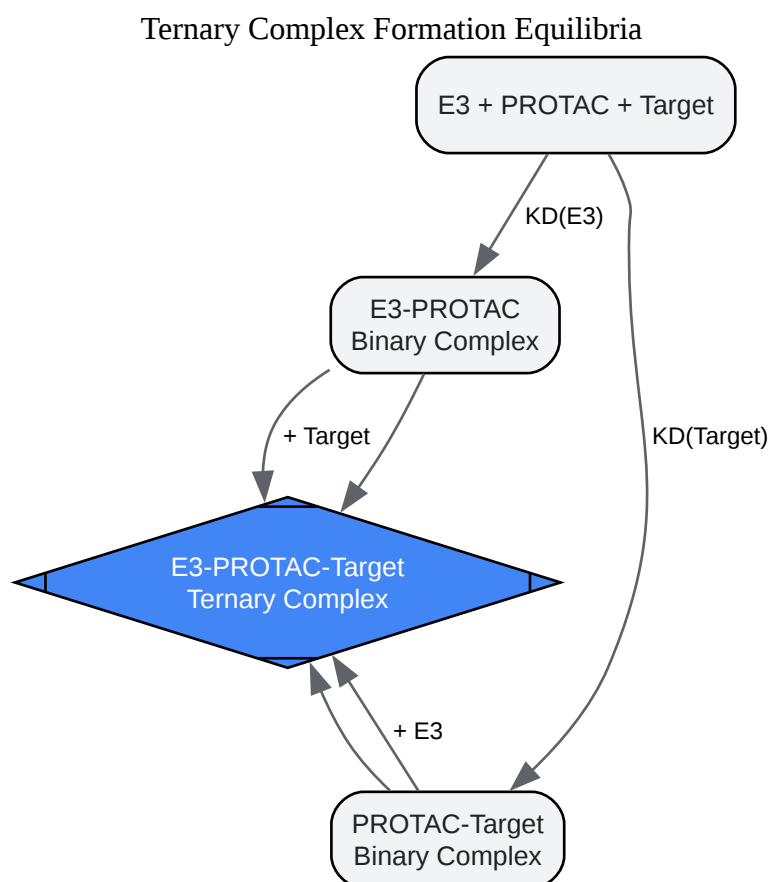 Ternary Complex Formation Equilibria
E3 + PROTAC + Target
KD(E3)
E3-PROTAC
Binary Complex
+ Target
KD(Target)
E3-PROTAC-Target
Ternary Complex
+ E3
PROTAC-Target
Binary Complex